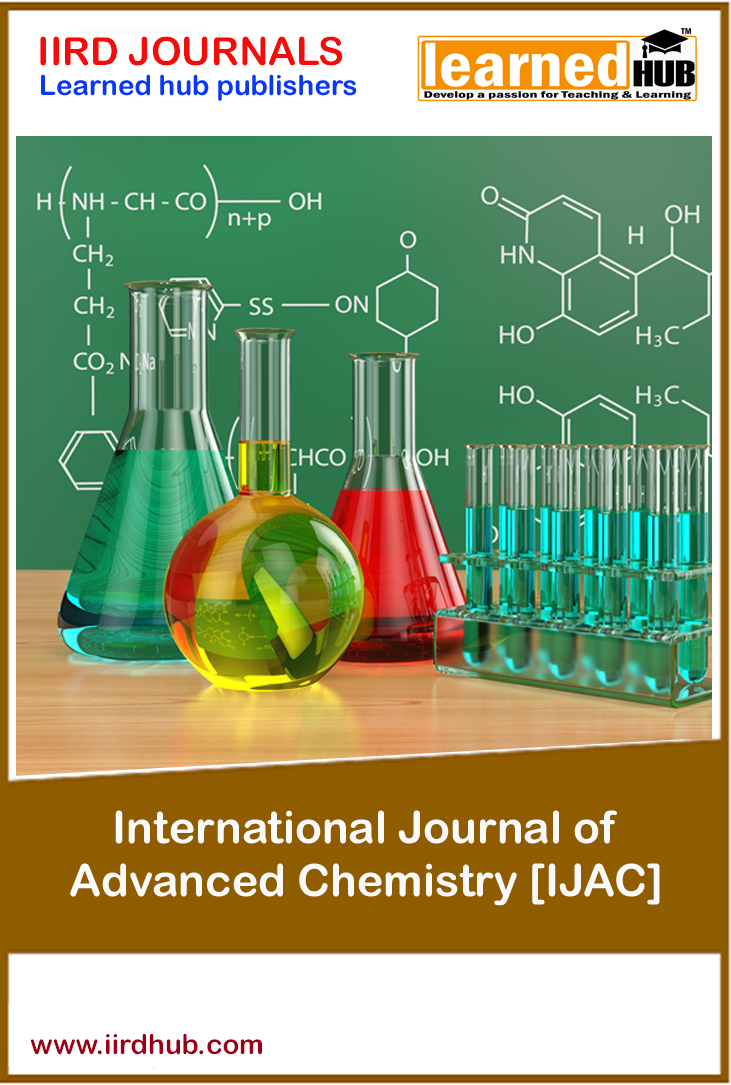 IIRD JOURNALS
Learned hub publishers
learned HUB TM
Develop a passion for Teaching & Learning
H (NH - CH - CO) OH
n+p
CH₂
CH₂
CO₂
Na
SS ON
O
O
HN
HO
H
OH
H₃C
HO
H₃C
CHCO
OH
International Journal of
Advanced Chemistry [IJAC]
www.iirdhub.com